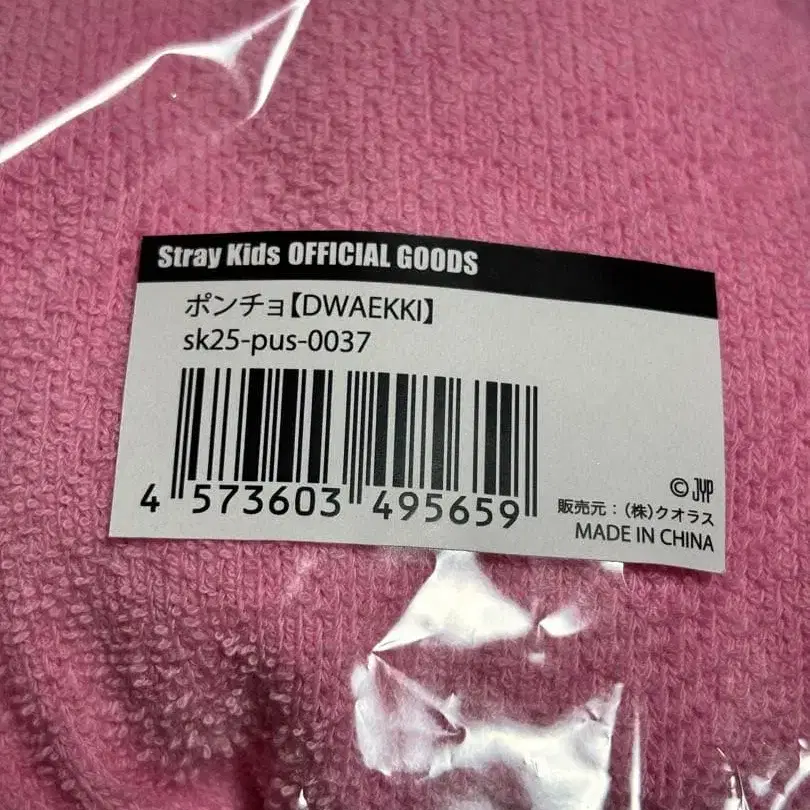 Stray Kids OFFICIAL GOODS
ポンチョ【DWAEKKI】
sk25-pus-0037
4 573603 495659
© JYP
販売元：(株)クオラス
MADE IN CHINA